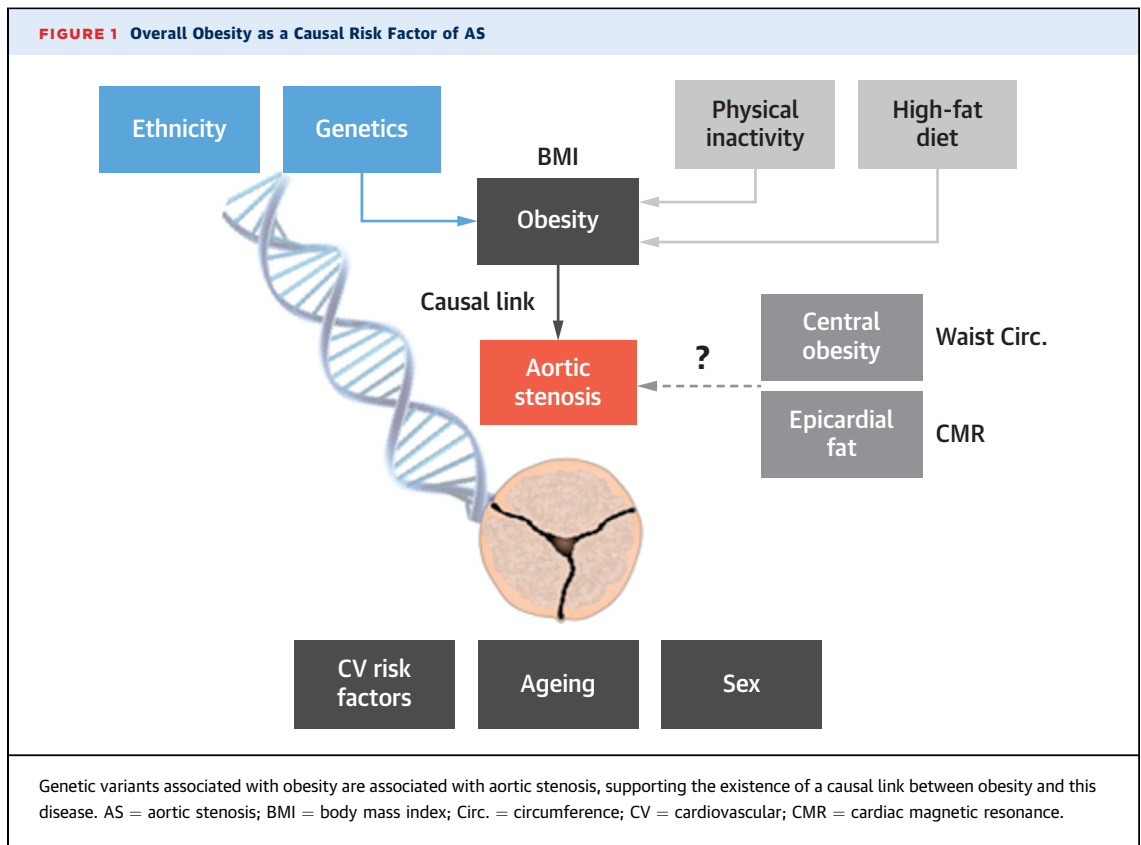 FIGURE 1 Overall Obesity as a Causal Risk Factor of AS
Ethnicity
Genetics
Physical
inactivity
High-fat
diet
BMI
Obesity
Causal link
Central
obesity
Waist Circ.
?
Aortic
stenosis
Epicardial
fat
CMR
CV risk
factors
Ageing
Sex
Genetic variants associated with obesity are associated with aortic stenosis, supporting the existence of a causal link between obesity and this
disease. AS = aortic stenosis; BMI = body mass index; Circ. = circumference; CV = cardiovascular; CMR = cardiac magnetic resonance.